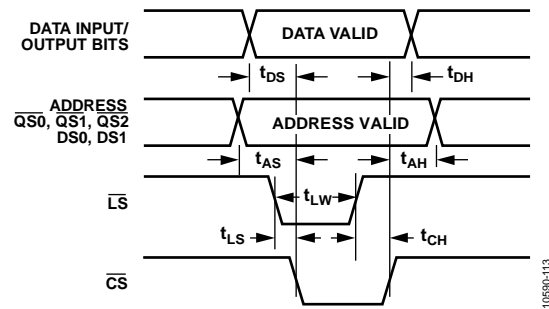 DATA INPUT/
OUTPUT BITS
DATA VALID
tDS
tDH
ADDRESS
QS0, QS1, QS2
DS0, DS1
ADDRESS VALID
tAS
tAH
LS
tLW
tLS
tCH
CS
10590-113